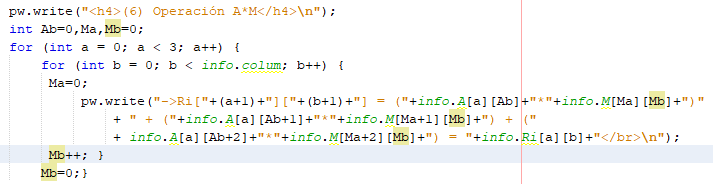 pw.write("<h4>(6) Operación A*M</h4>\n");
int Ab=0,Ma,Mb=0;
for (int a = 0; a < 3; a++) {
for (int b = 0; b < info.colum; b++) {
Ma=0;
pw.write("->Ri["+(a+1)+"]["+(b+1)+"] = ("+info.A[a][Ab]+"*"+info.M[Ma][Mb]+")"
+ " + ("+info.A[a][Ab+1]+"*"+info.M[Ma+1][Mb]+") + ("
+ info.A[a][Ab+2]+"*"+info.M[Ma+2][Mb]+") = "+info.Ri[a][b]+"</br>\n");
Mb++; }
Mb=0;}